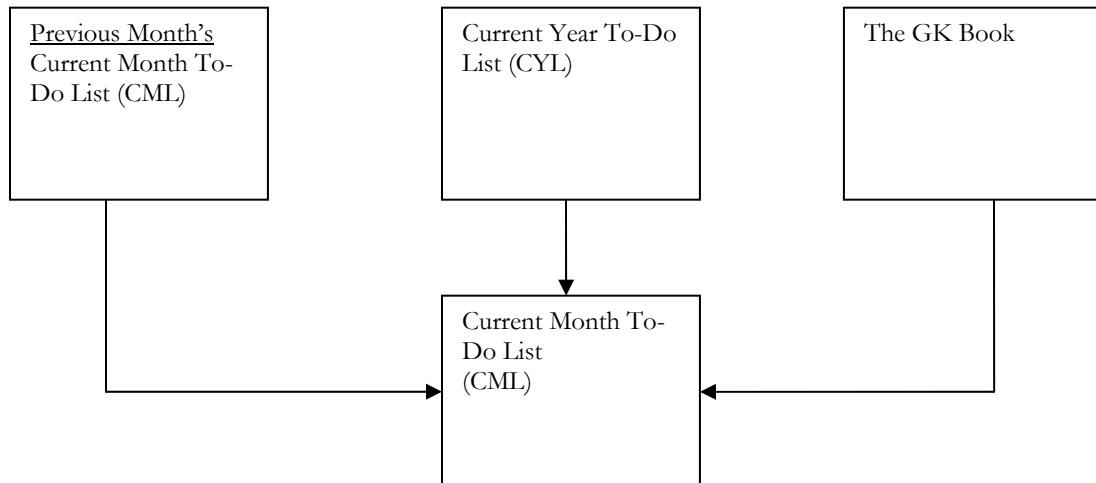 Previous Month’s
Current Month To-
Do List (CML)
Current Year To-Do
List (CYL)
The GK Book
Current Month To-
Do List
(CML)